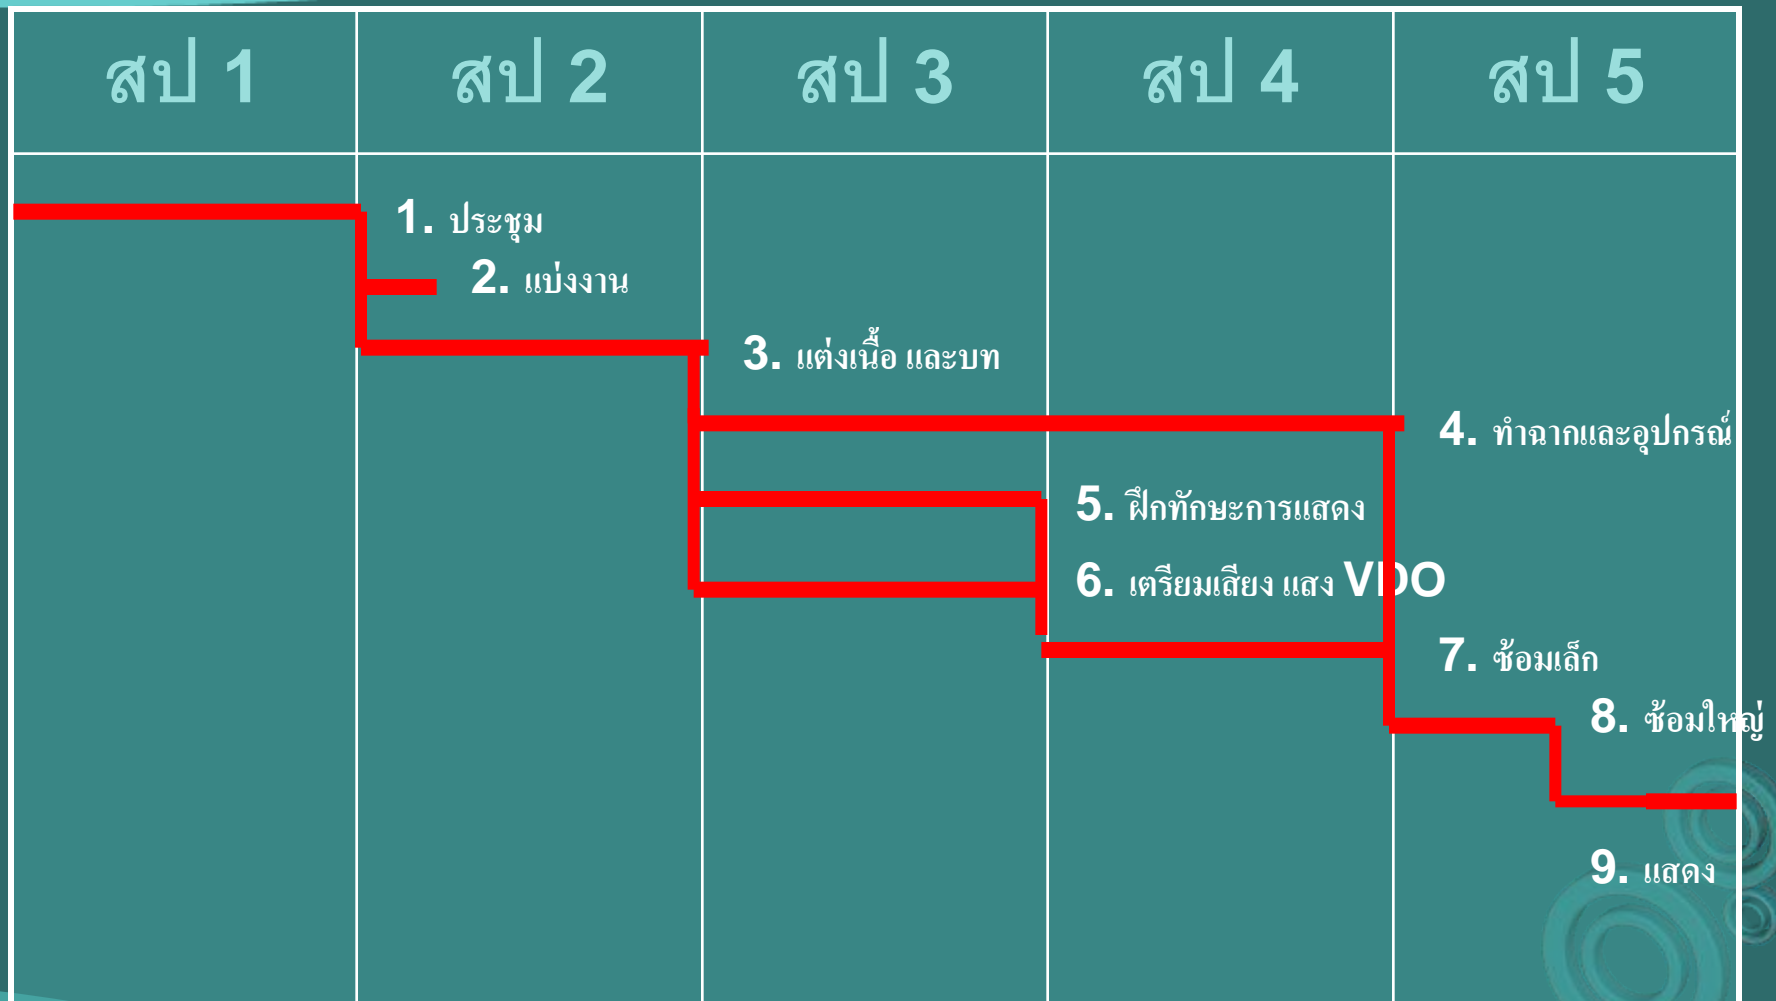 สป 1 สป 2 สป 3 สป 4 สป 5
1. ประชุม
2. แบ่งงาน
3. แต่งเนื้อ และบท
4. ทำฉากและอุปกรณ์
5. ฝึกทักษะการแสดง
6. เตรียมเสียง แสง VDO
7. ซ้อมเล็ก
8. ซ้อมใหญ่
9. แสดง